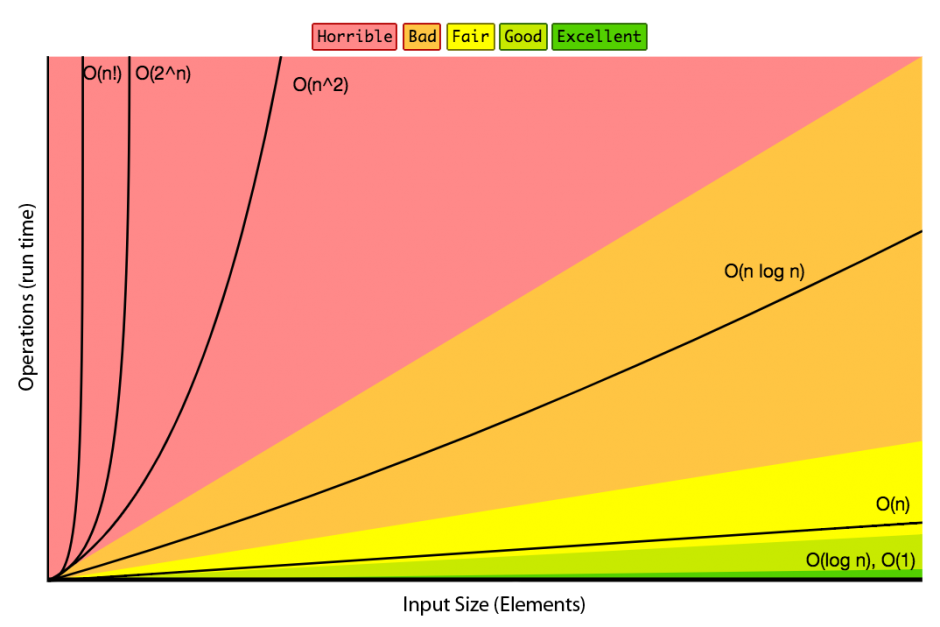 Horrible Bad Fair Good Excellent
O(n!) O(2^n)
O(n^2)
O(n log n)
O(n)
O(log n), O(1)
Operations (run time)
Input Size (Elements)